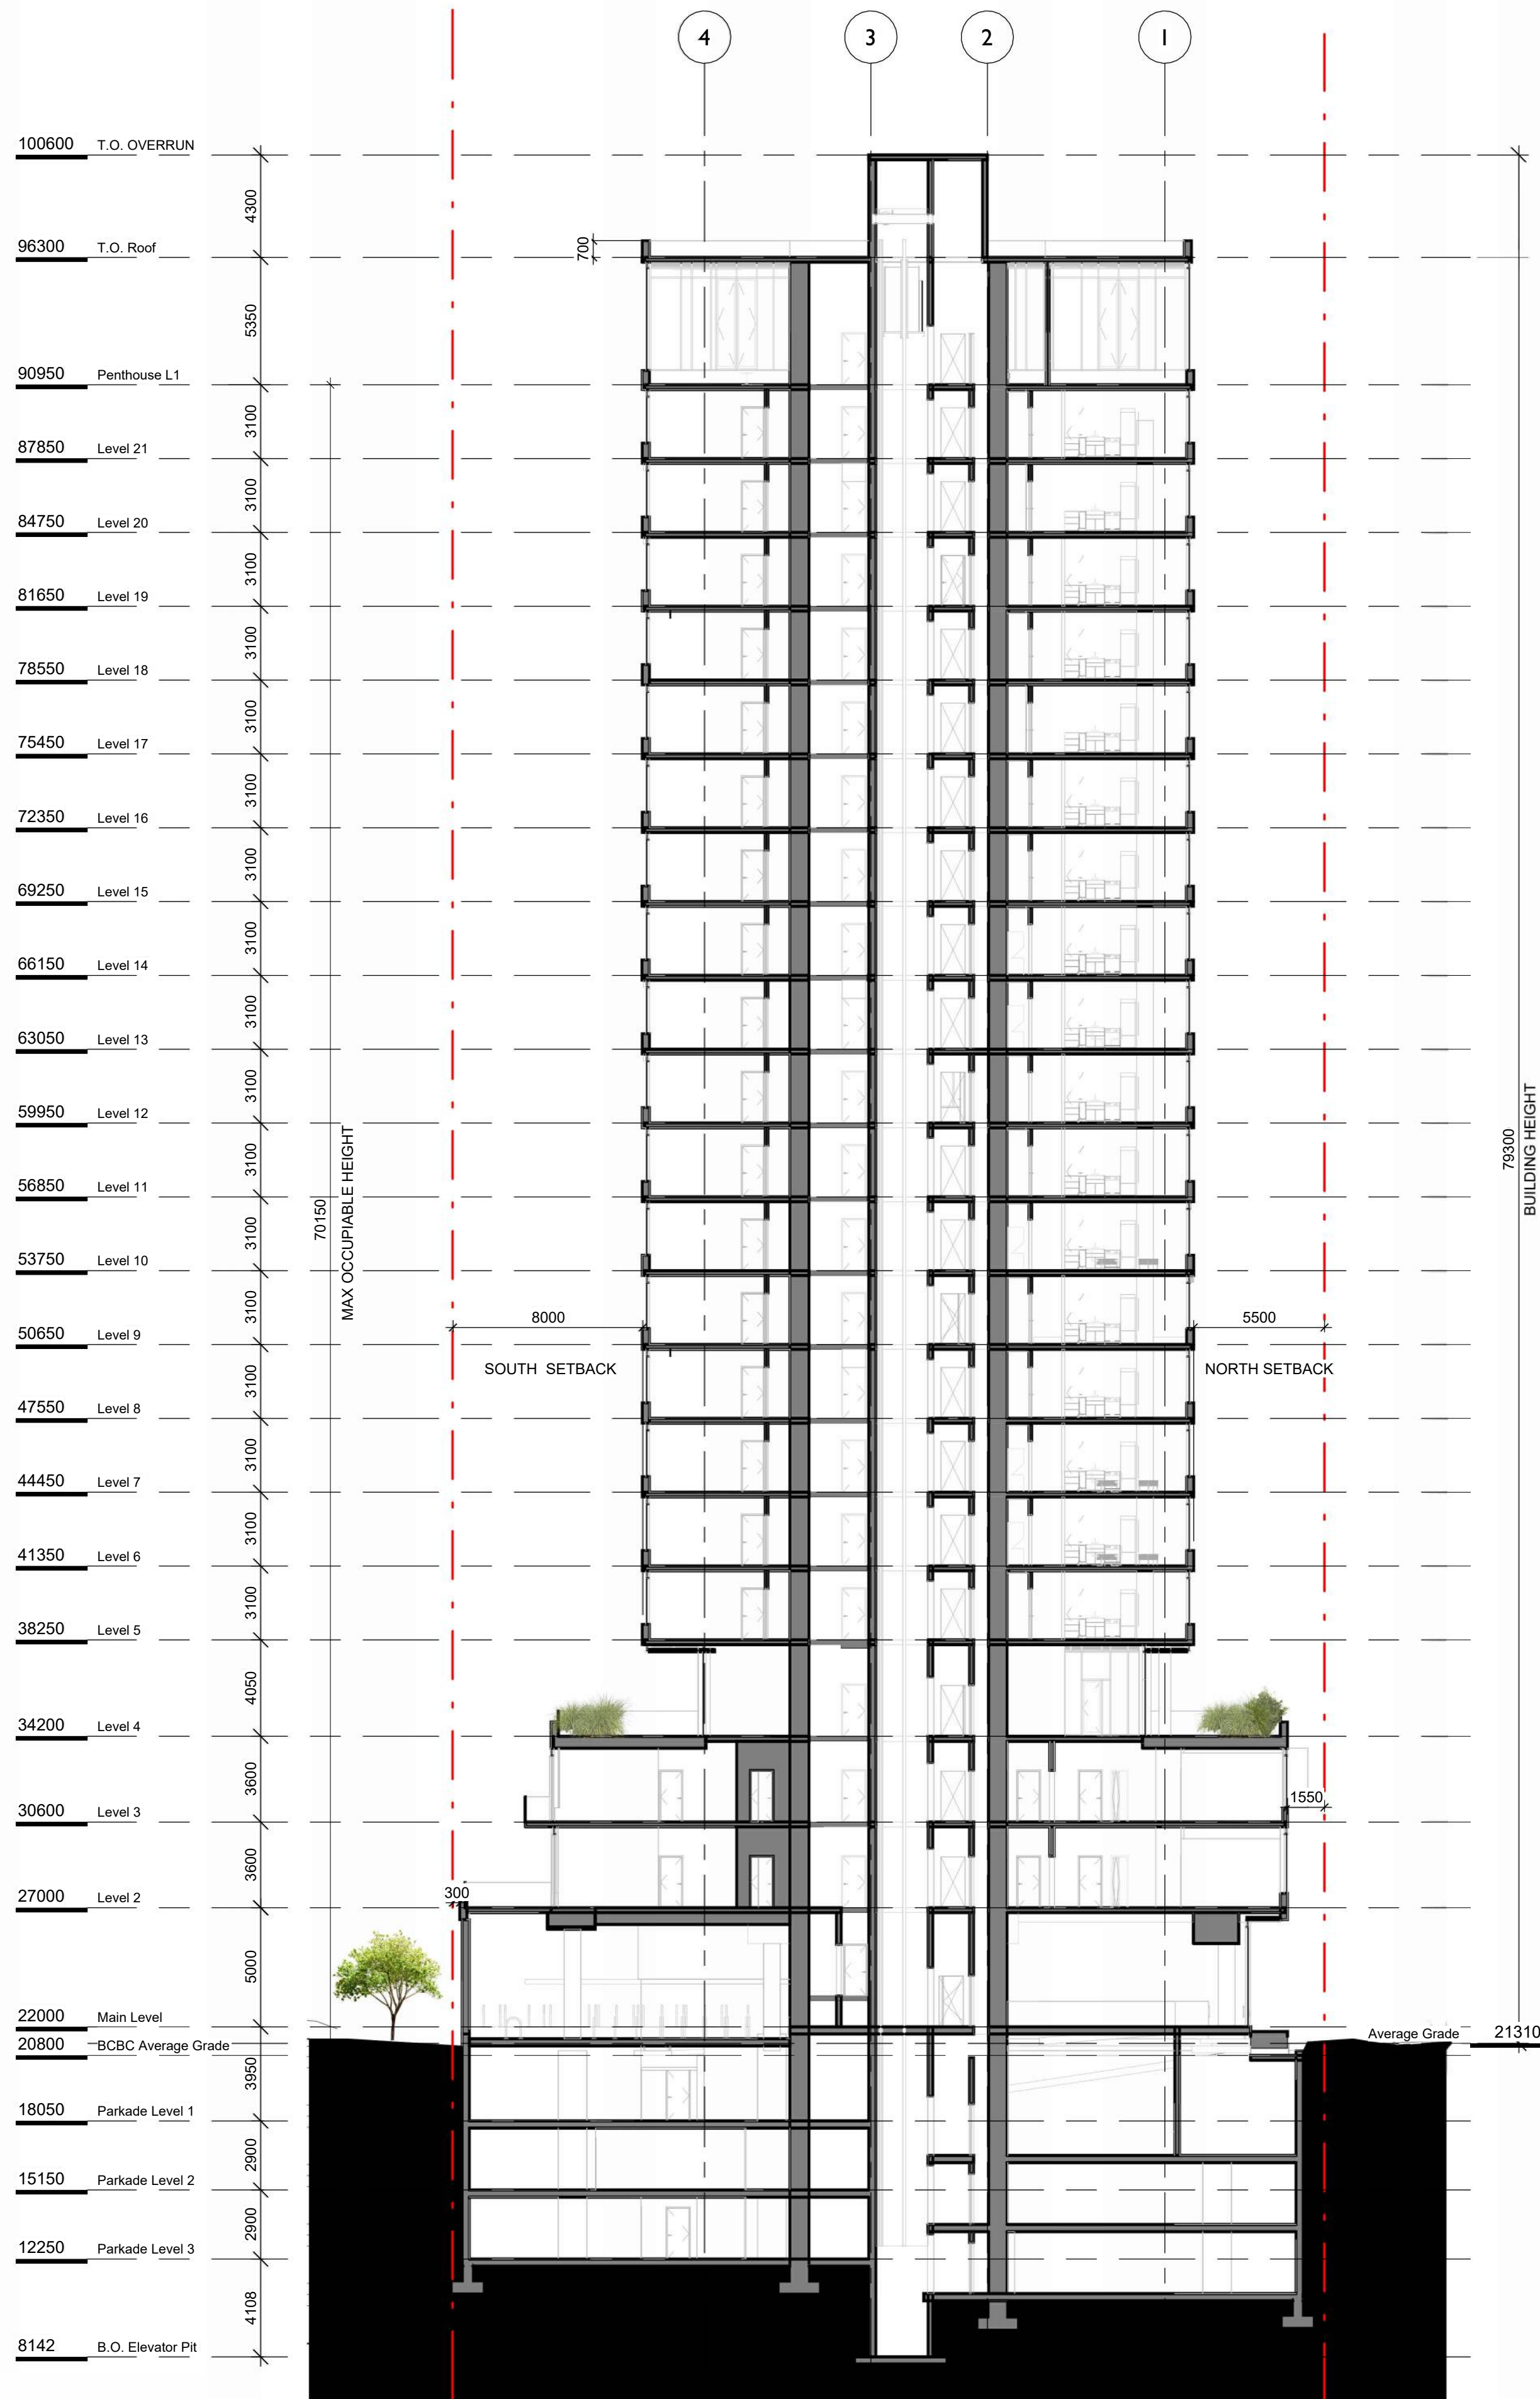 4 3 2 1
100600 T.O. OVERRUN
4300
96300 T.O. Roof
700
5350
90950 Penthouse L1
3100
87850 Level 21
3100
84750 Level 20
3100
81650 Level 19
3100
78550 Level 18
3100
75450 Level 17
3100
72350 Level 16
3100
69250 Level 15
3100
66150 Level 14
3100
63050 Level 13
3100
59950 Level 12
3100
56850 Level 11
3100
53750 Level 10
3100
50650 Level 9
3100
47550 Level 8
3100
44450 Level 7
3100
41350 Level 6
3100
38250 Level 5
4050
34200 Level 4
3600
30600 Level 3
3600
27000 Level 2
5000
22000 Main Level
20800 BCBC Average Grade
3950
18050 Parkade Level 1
2900
15150 Parkade Level 2
2900
12250 Parkade Level 3
4108
8142 B.O. Elevator Pit
70150
MAX OCCUPIABLE HEIGHT
8000
SOUTH SETBACK
5500
NORTH SETBACK
1550
300
79300
BUILDING HEIGHT
Average Grade 21310